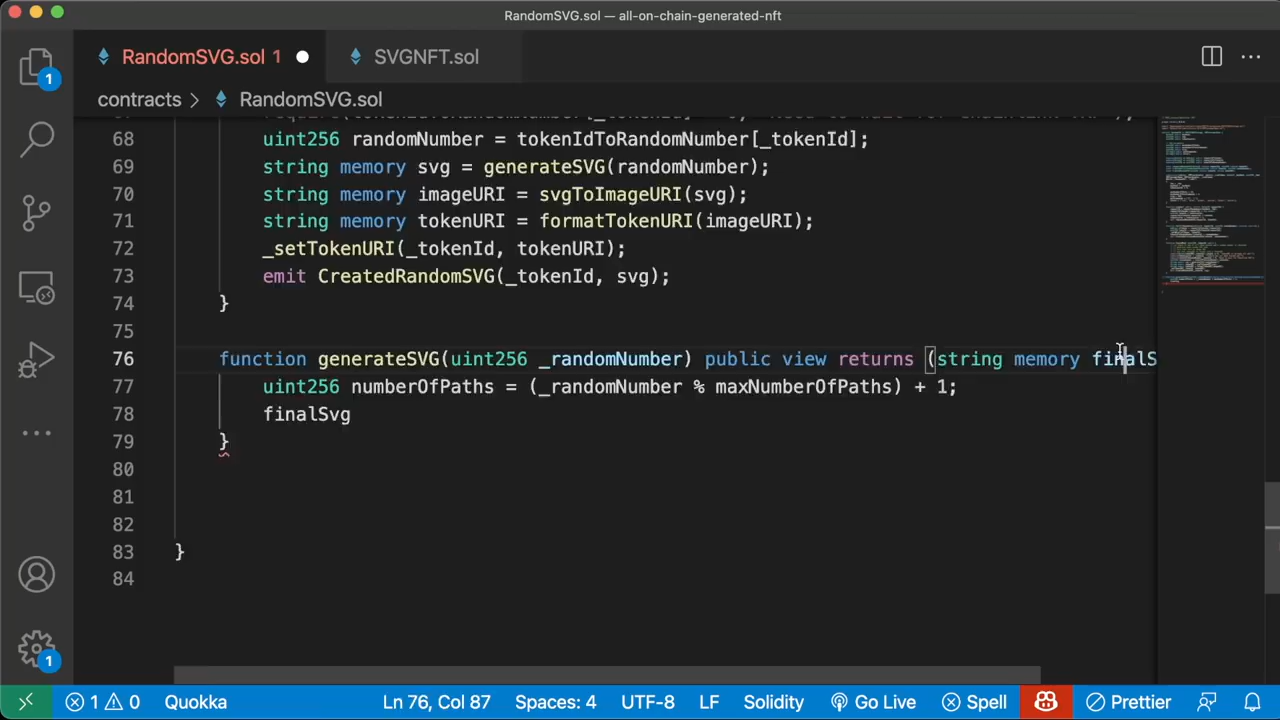 RandomSVG.sol — all-on-chain-generated-nft
RandomSVG.sol 1
SVGNFT.sol
contracts > RandomSVG.sol
68 uint256 randomNumber = tokenIdToRandomNumber[_tokenId];
69 string memory svg = generateSVG(randomNumber);
70 string memory imageURI = svgToImageURI(svg);
71 string memory tokenURI = formatTokenURI(imageURI);
72 _setTokenURI(_tokenId, tokenURI);
73 emit CreatedRandomSVG(_tokenId, svg);
74 }
75
76 function generateSVG(uint256 _randomNumber) public view returns (string memory finalS
77 uint256 numberOfPaths = (_randomNumber % maxNumberOfPaths) + 1;
78 finalSvg
79 }
80
81
82
83 }
84
1
1
1 0 Quokka Ln 76, Col 87 Spaces: 4 UTF-8 LF Solidity Go Live Spell Prettier